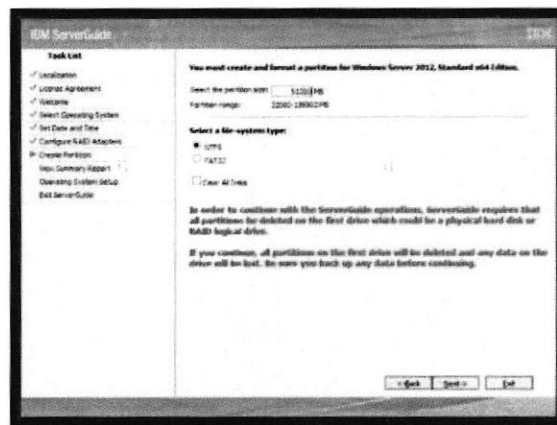 IBM ServerGuide
IBM
Task List
Localization
License Agreement
Welcome
Select Operating System
Set Date and Time
Configure RAID Adapters
Create Partition
View Summary Report
Operating System Setup
Exit ServerGuide
You must create and format a partition for Windows Server 2012, Standard x64 Edition.
Select the partition size: MB
Partition range: MB
Select a file-system type:
NTFS
FAT32
Clear All
In order to continue with the ServerGuide operations, ServerGuide requires that
all partitions be deleted on the first drive which could be a physical hard disk or
RAID logical drive.
If you continue, all partitions on the first drive will be deleted and any data on the
drive will be lost. Be sure you back up any data before continuing.
<<Back
Next>>
Exit